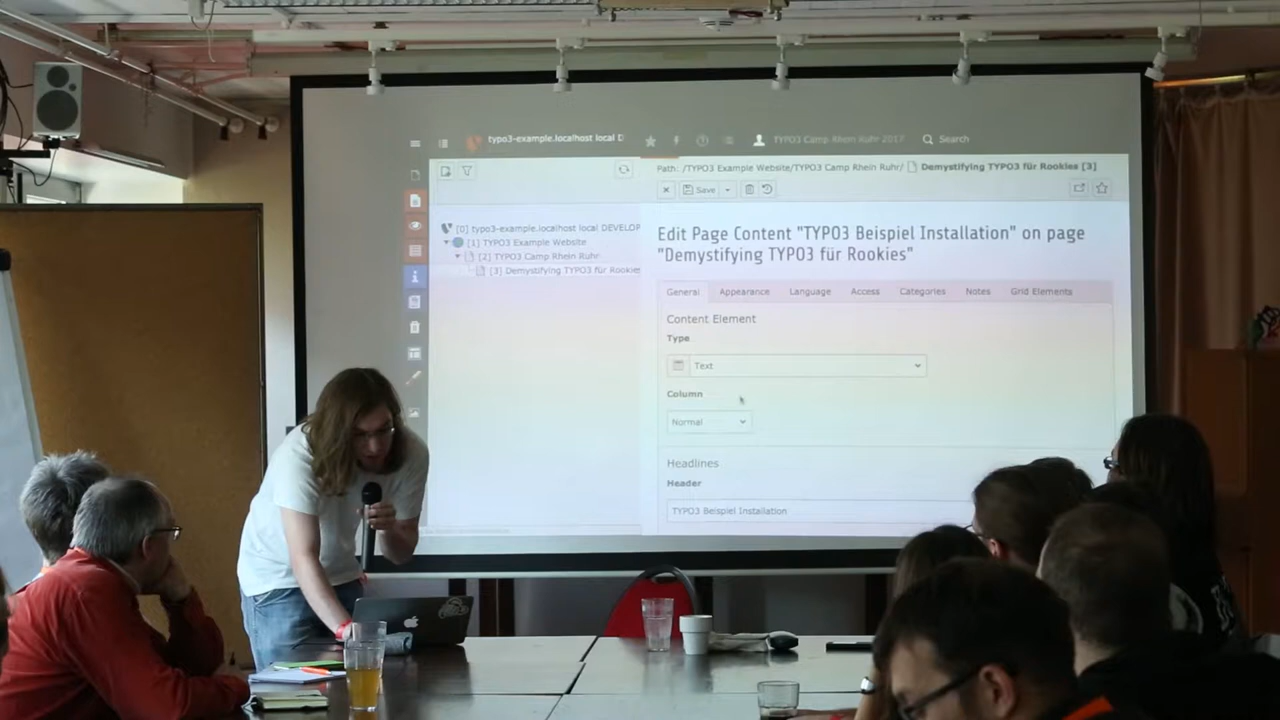 typo3-example.localhost local D
TYPO3 Camp Rhein Ruhr 2017
Search
Path: /TYPO3 Example Website/TYPO3 Camp Rhein Ruhr/ Demystifying TYPO3 für Rookies [3]
Save
[0] typo3-example.localhost local DEVELOP
[1] TYPO3 Example Website
[2] TYPO3 Camp Rhein Ruhr
[3] Demystifying TYPO3 für Rookies
Edit Page Content "TYPO3 Beispiel Installation" on page
"Demystifying TYPO3 für Rookies"
General Appearance Language Access Categories Notes Grid Elements
Content Element
Type
Text
Column
Normal
Headlines
Header
TYPO3 Beispiel Installation